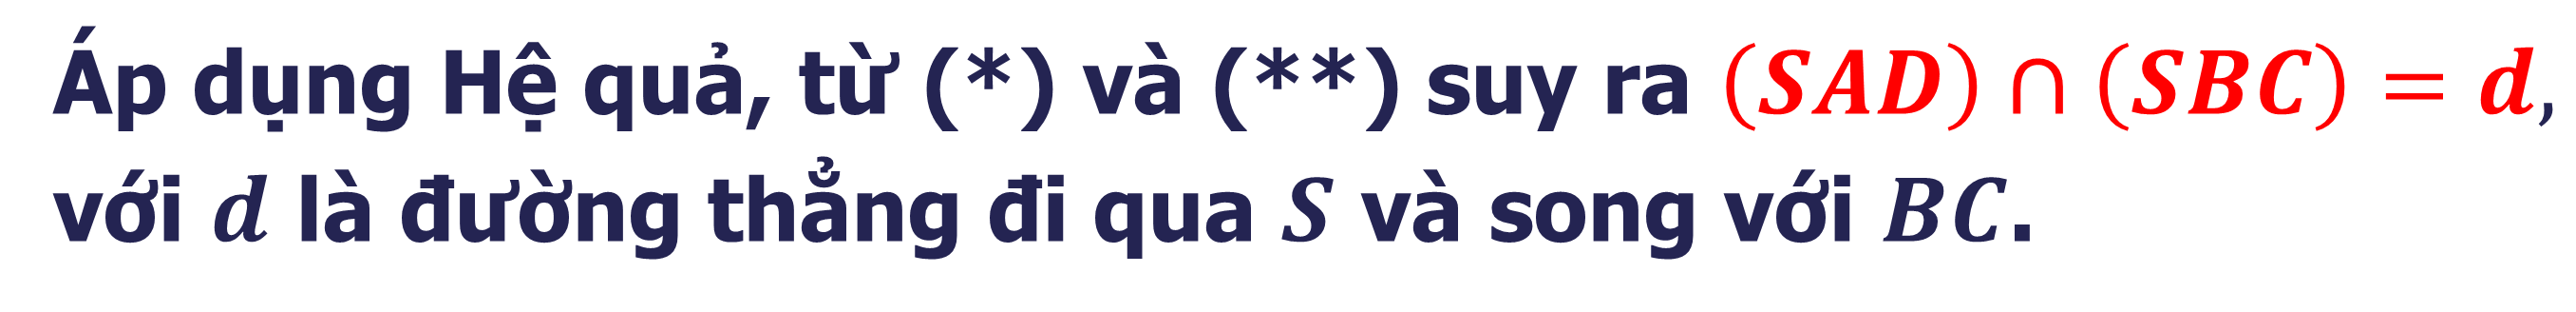 Áp dụng Hệ quả, từ (*) và (**) suy ra (SAD) ∩ (SBC) = d,
với d là đường thẳng đi qua S và song với BC.